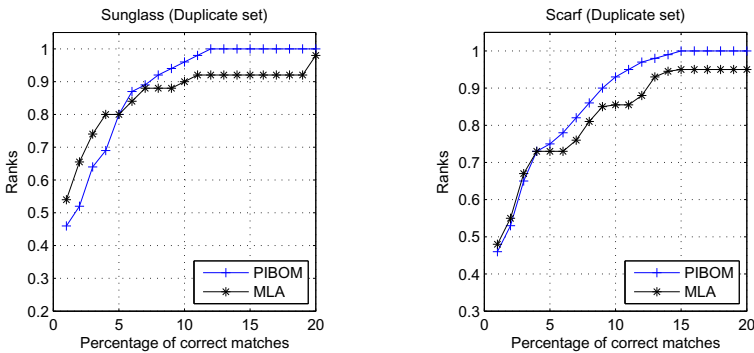 Sunglass (Duplicate set)
1
0.9
0.8
0.7
0.6
0.5
0.4
0.3
0.2
Ranks
0 5 10 15 20
Percentage of correct matches
PIBOM
MLA
Scarf (Duplicate set)
1
0.9
0.8
0.7
0.6
0.5
0.4
0.3
Ranks
0 5 10 15 20
Percentage of correct matches
PIBOM
MLA